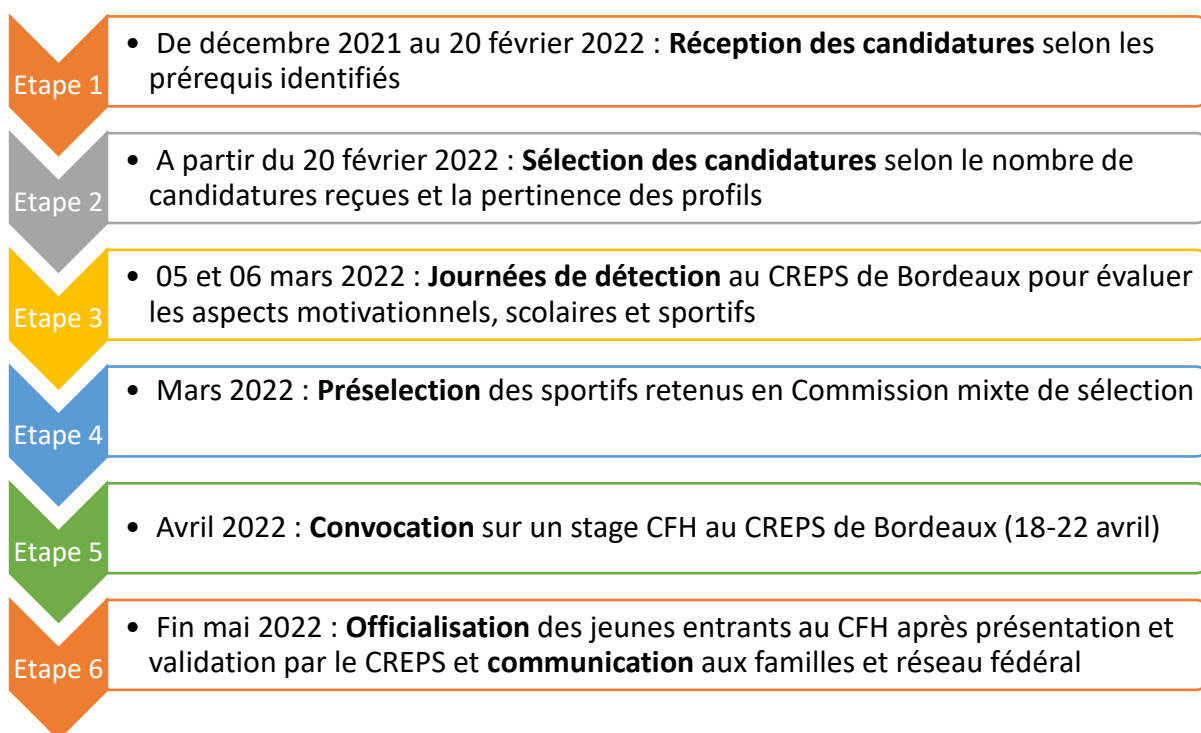 Etape 1
• De décembre 2021 au 20 février 2022 : Réception des candidatures selon les
prérequis identifiés
Etape 2
• A partir du 20 février 2022 : Sélection des candidatures selon le nombre de
candidatures reçues et la pertinence des profils
Etape 3
• 05 et 06 mars 2022 : Journées de détection au CREPS de Bordeaux pour évaluer
les aspects motivationnels, scolaires et sportifs
Etape 4
• Mars 2022 : Préselection des sportifs retenus en Commission mixte de sélection
Etape 5
• Avril 2022 : Convocation sur un stage CFH au CREPS de Bordeaux (18-22 avril)
Etape 6
• Fin mai 2022 : Officialisation des jeunes entrants au CFH après présentation et
validation par le CREPS et communication aux familles et réseau fédéral